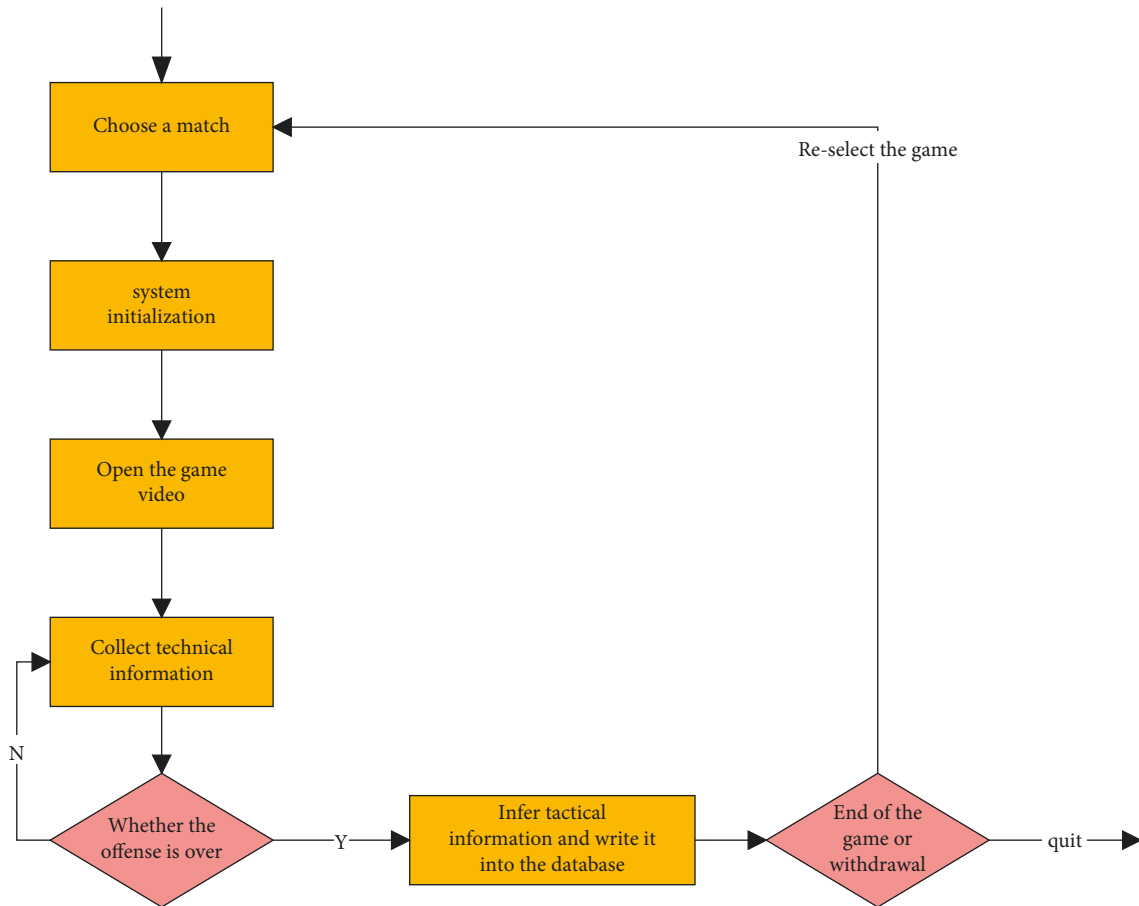 Choose a match
Re-select the game
system
initialization
Open the game
video
Collect technical
information
N
Whether the
offense is over
Y
Infer tactical
information and write it
into the database
End of the
game or
withdrawal
quit